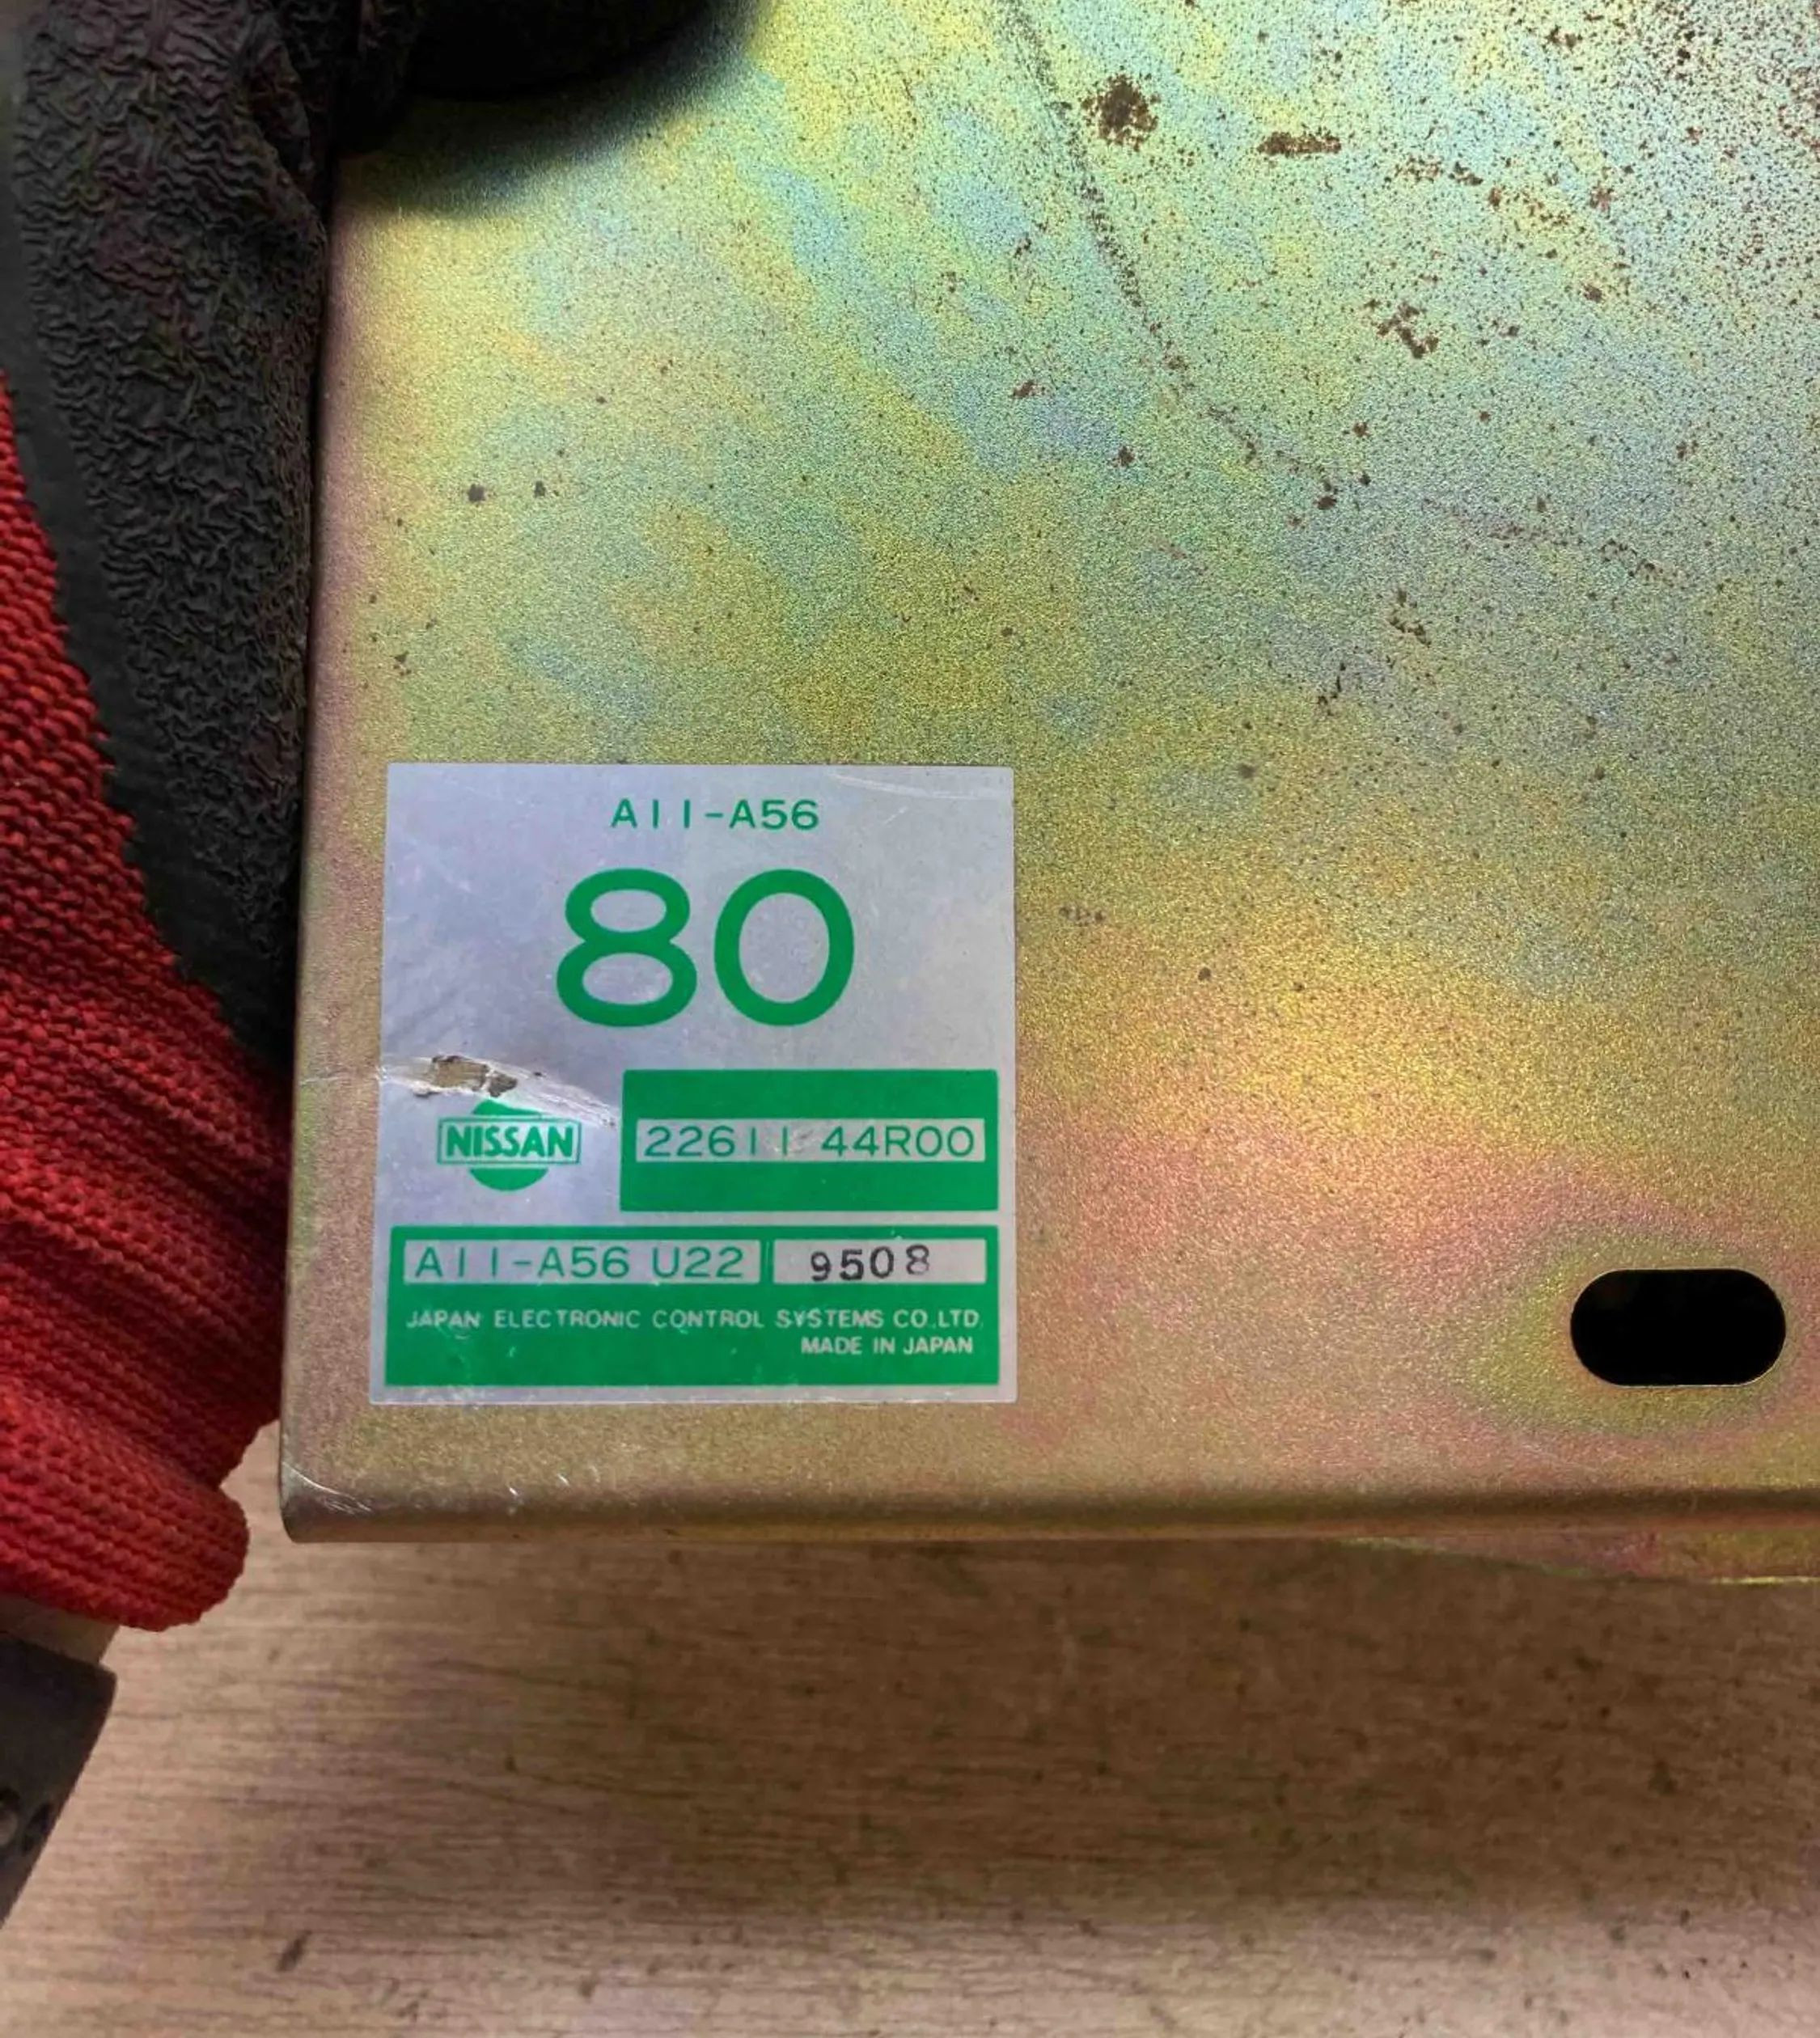 A11-A56
80
NISSAN
22611 44R00
A11-A56 U22 9508
JAPAN ELECTRONIC CONTROL SYSTEMS CO.,LTD.
MADE IN JAPAN